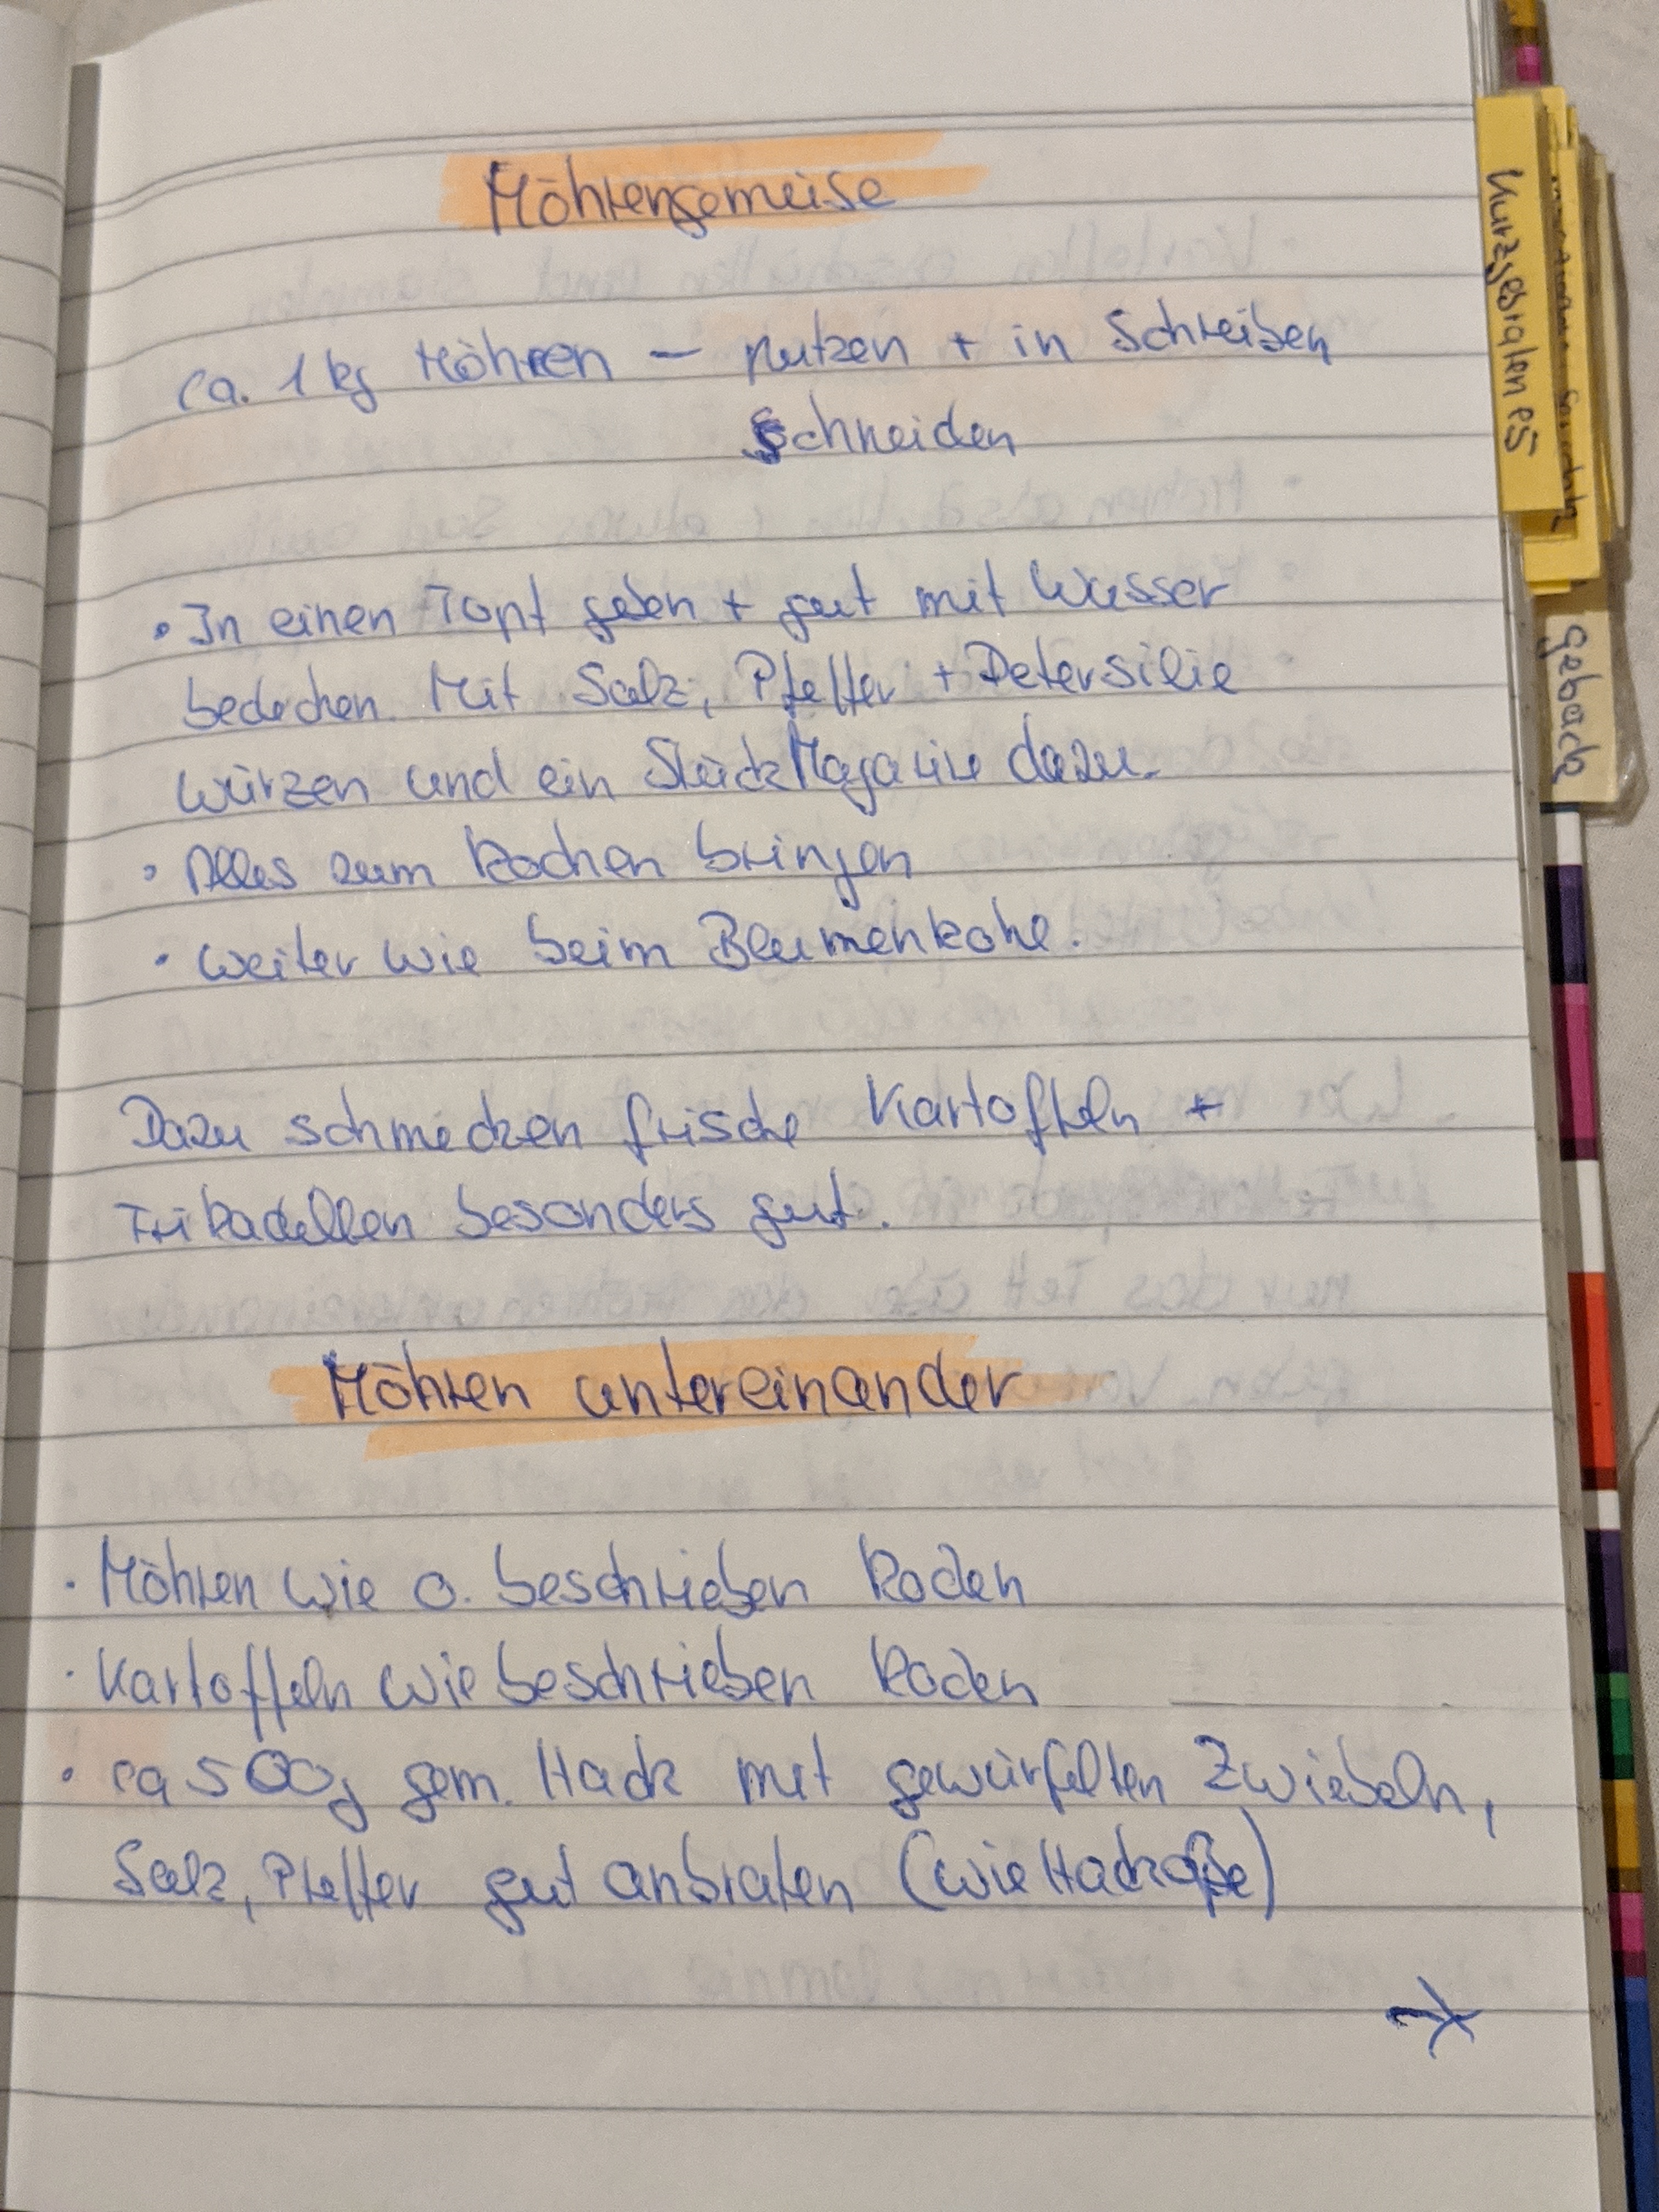 Möhrengemüse
ca. 1 kg Möhren – putzen + in Schreiben
schneiden
• In einen Topf geben + gut mit Wasser
bedecken. Mit Salz, Pfeffer + Petersilie
würzen und ein Stück Magarine dazu.
• Alles zum Kochen bringen
• Weiter wie beim Blumenkohl.
Dazu schmecken frische Kartoffeln +
Frikadellen besonders gut.
Möhren untereinander
• Möhren wie o. beschrieben kochen
• Kartoffeln wie beschrieben kochen
• ca 500g gem. Hack mit gewürfelten Zwiebeln,
Salz, Pfeffer gut anbraten (wie Hacksoße)
→
Kurzgebratenes
Gebäck